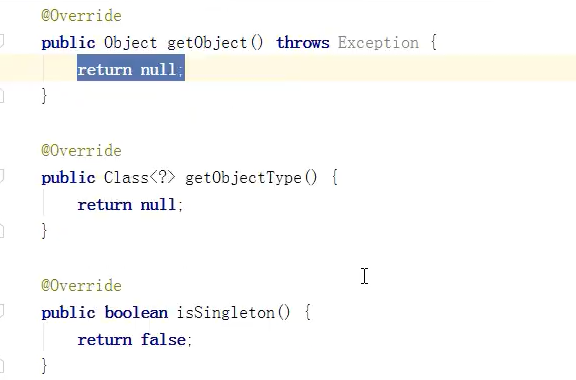 @Override
public Object getObject() throws Exception {
return null;
}
@Override
public Class<?> getObjectType() {
return null;
}
@Override
public boolean isSingleton() {
return false;
}